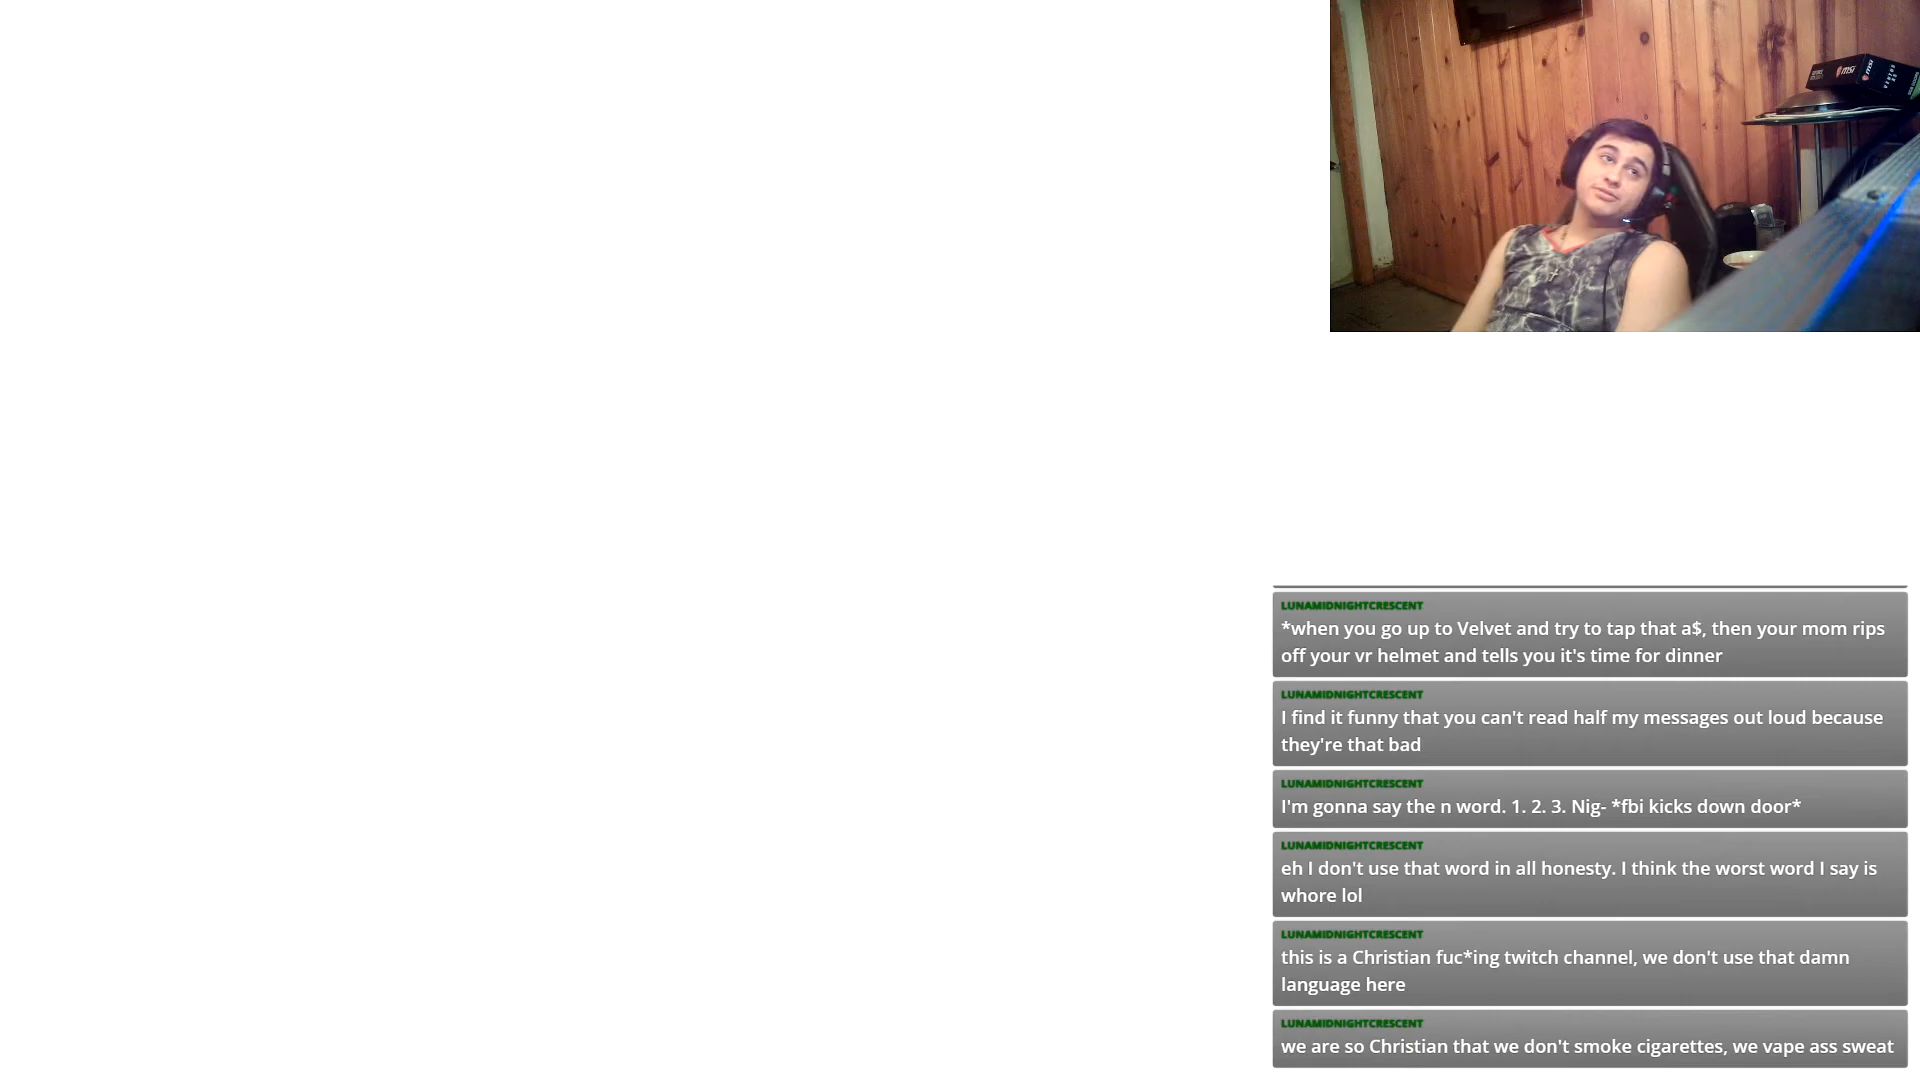 msi
msi
VENTUS
LUNAMIDNIGHTCRESCENT
*when you go up to Velvet and try to tap that a$, then your mom rips
off your vr helmet and tells you it's time for dinner
LUNAMIDNIGHTCRESCENT
I find it funny that you can't read half my messages out loud because
they're that bad
LUNAMIDNIGHTCRESCENT
I'm gonna say the n word. 1. 2. 3. Nig- *fbi kicks down door*
LUNAMIDNIGHTCRESCENT
eh I don't use that word in all honesty. I think the worst word I say is
whore lol
LUNAMIDNIGHTCRESCENT
this is a Christian fuc*ing twitch channel, we don't use that damn
language here
LUNAMIDNIGHTCRESCENT
we are so Christian that we don't smoke cigarettes, we vape ass sweat